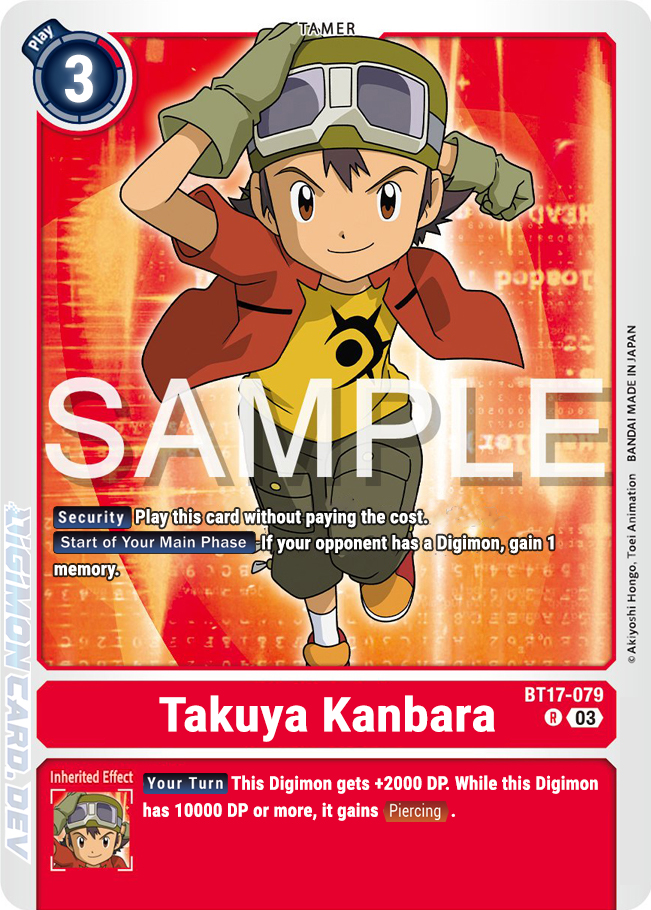 TAMER
Play
3
SAMPLE
Security Play this card without paying the cost.
Start of Your Main Phase If your opponent has a Digimon, gain 1
memory.
© Akiyoshi Hongo, Toei Animation BANDAI MADE IN JAPAN
DIGIMON CARD.DEV
BT17-079
Takuya Kanbara
R 03
Inherited Effect
Your Turn This Digimon gets +2000 DP. While this Digimon
has 10000 DP or more, it gains Piercing .